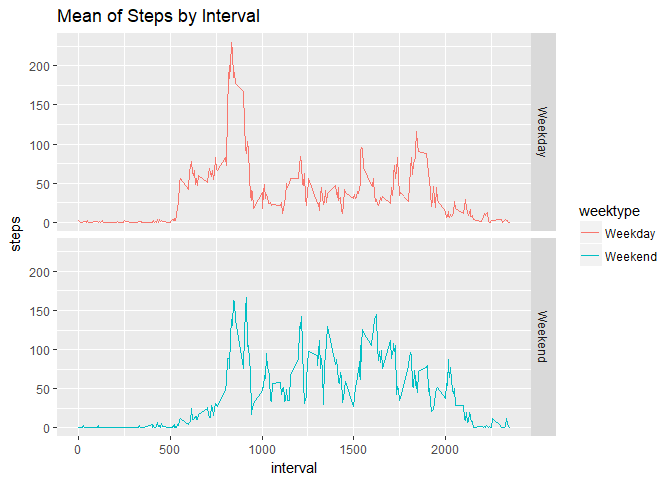 Mean of Steps by Interval
steps
200
150
100
50
0
Weekday
200
150
100
50
0
Weekend
0 500 1000 1500 2000
interval
weektype
Weekday
Weekend